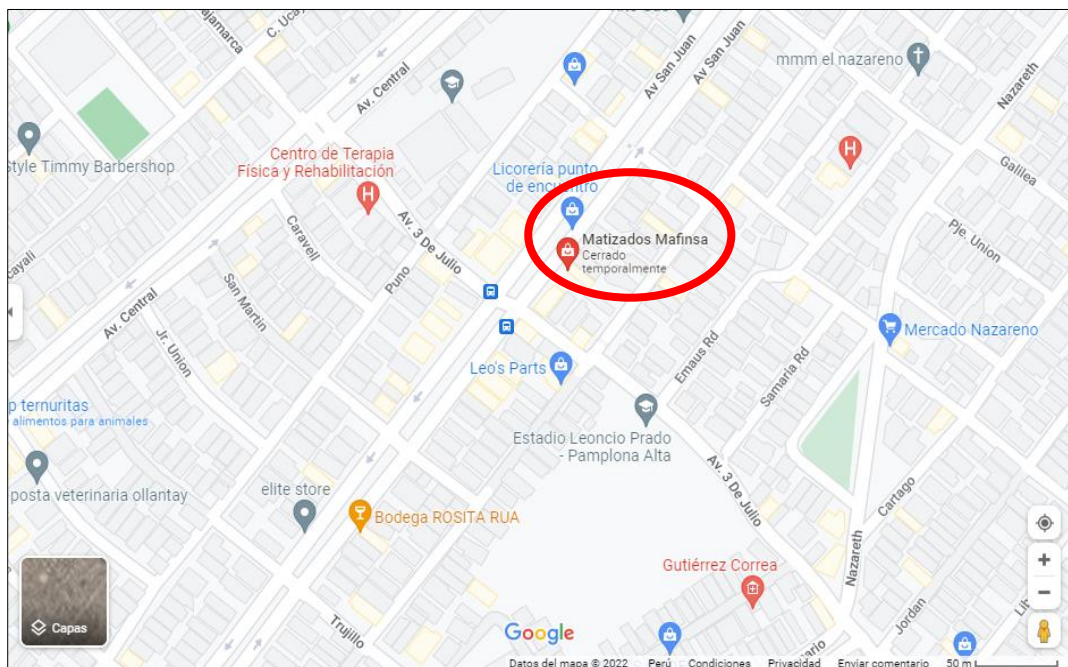 Cajamarca
C. Ucayali
Av. Central
Av San Juan
Av San Juan
mmm el nazareno
Nazareth
Style Timmy Barbershop
Centro de Terapia
Física y Rehabilitación
H
Licorería punto
de encuentro
H
Galilea
Matizados Mafinsa
Cerrado
temporalmente
Pje. Union
Caravell
Av. 3 De Julio
Puno
cayali
San Martin
Av. Central
Jr. Union
Leo's Parts
Emaus Rd
Samaria Rd
Mercado Nazareno
p ternuritas
alimentos para animales
Estadio Leoncio Prado
- Pamplona Alta
Av. 3 De Julio
posta veterinaria ollantay
elite store
Bodega ROSITA RUA
Cartago
Nazareth
Gutiérrez Correa
Jordan
Capas
Trujillo
Google
Datos del mapa © 2022 Perú Condiciones Privacidad Enviar comentario 50 m